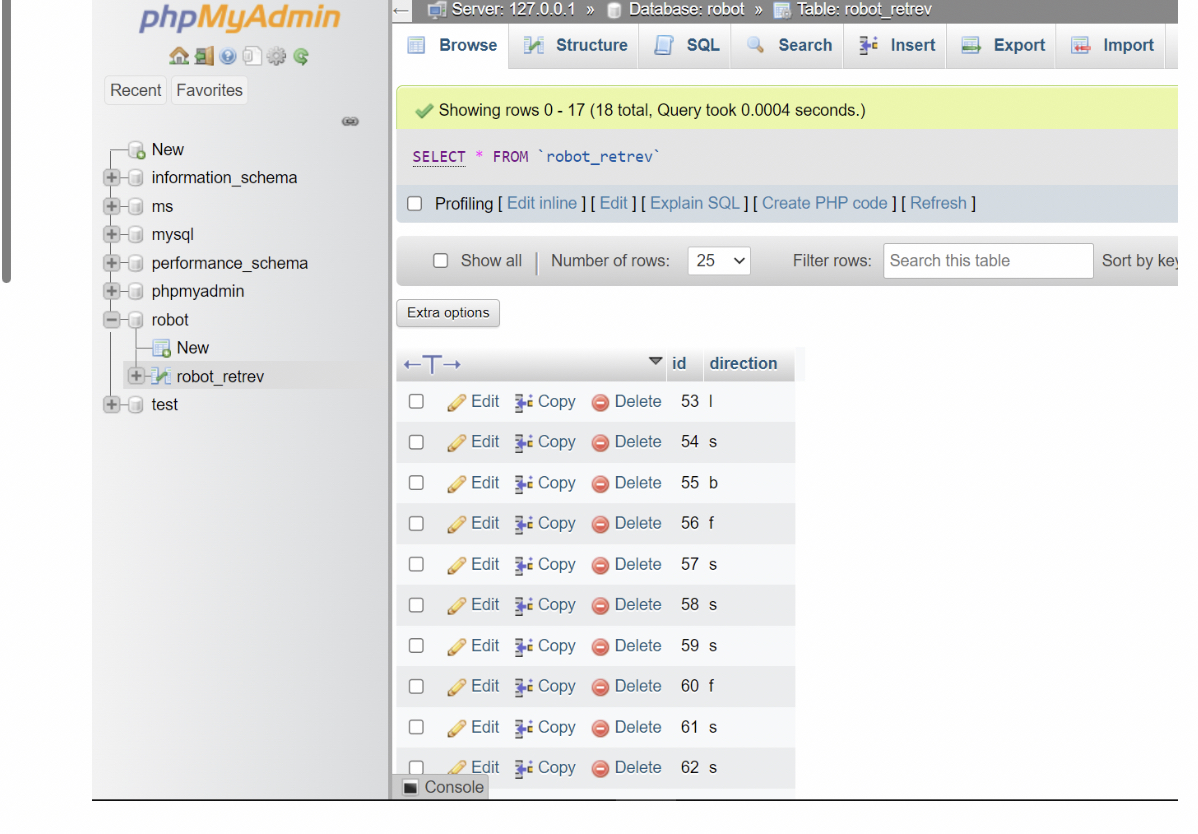 phpMyAdmin
Recent Favorites
New
information_schema
ms
mysql
performance_schema
phpmyadmin
robot
New
robot_retrev
test
Server: 127.0.0.1 » Database: robot » Table: robot_retrev
Browse Structure SQL Search Insert Export Import
Showing rows 0 - 17 (18 total, Query took 0.0004 seconds.)
SELECT * FROM `robot_retrev`
Profiling [ Edit inline ] [ Edit ] [ Explain SQL ] [ Create PHP code ] [ Refresh ]
Show all Number of rows: 25 Filter rows: Search this table Sort by key
Extra options
←T→ id direction
Edit Copy Delete 53 l
Edit Copy Delete 54 s
Edit Copy Delete 55 b
Edit Copy Delete 56 f
Edit Copy Delete 57 s
Edit Copy Delete 58 s
Edit Copy Delete 59 s
Edit Copy Delete 60 f
Edit Copy Delete 61 s
Edit Copy Delete 62 s
Console